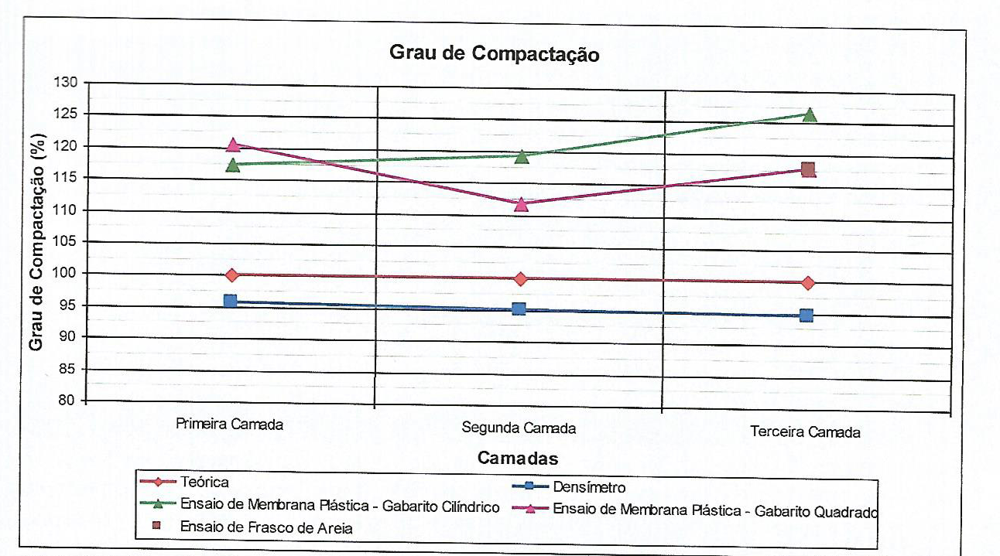 Grau de Compactação
Grau de Compactação (%)
130
125
120
115
110
105
100
95
90
85
80
Primeira Camada Segunda Camada Terceira Camada
Camadas
Teórica Densímetro
Ensaio de Membrana Plástica - Gabarito Cilíndrico Ensaio de Membrana Plástica - Gabarito Quadrado
Ensaio de Frasco de Areia